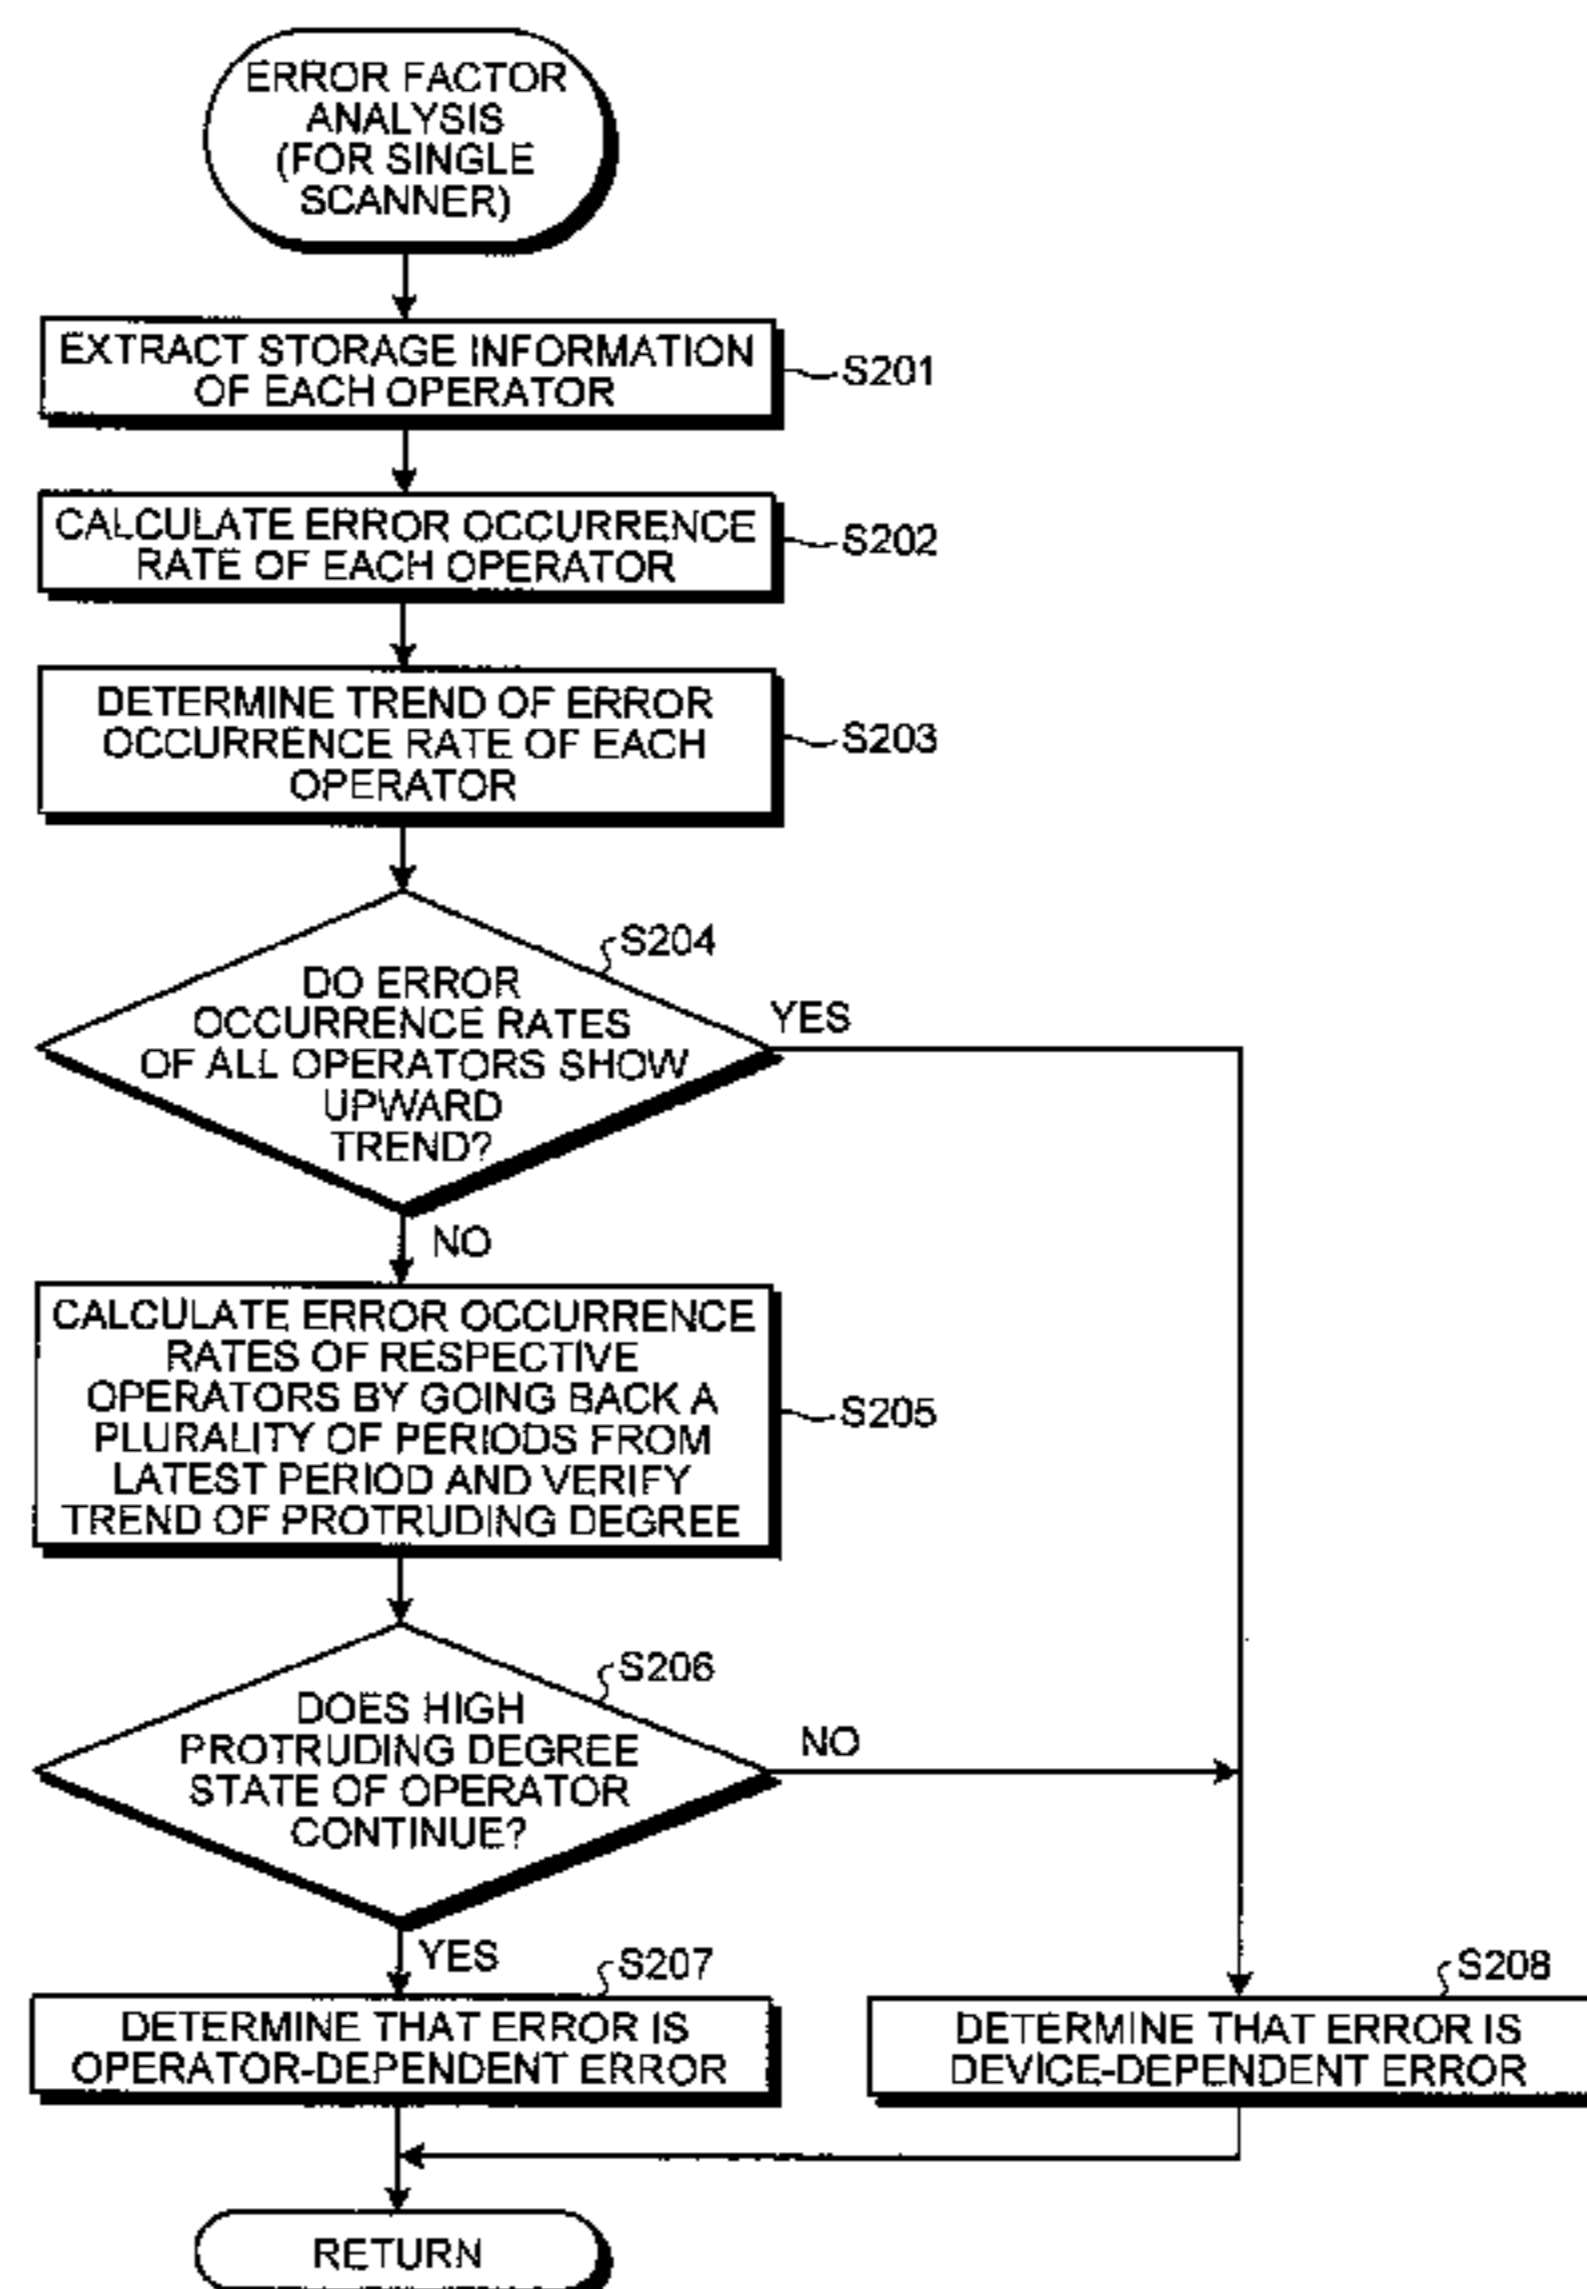 ERROR FACTOR
ANALYSIS
(FOR SINGLE
SCANNER)
EXTRACT STORAGE INFORMATION
OF EACH OPERATOR
S201
CALCULATE ERROR OCCURRENCE
RATE OF EACH OPERATOR
S202
DETERMINE TREND OF ERROR
OCCURRENCE RATE OF EACH
OPERATOR
S203
S204
DO ERROR
OCCURRENCE RATES
OF ALL OPERATORS SHOW
UPWARD
TREND?
YES
NO
CALCULATE ERROR OCCURRENCE
RATES OF RESPECTIVE
OPERATORS BY GOING BACK A
PLURALITY OF PERIODS FROM
LATEST PERIOD AND VERIFY
TREND OF PROTRUDING DEGREE
S205
S206
DOES HIGH
PROTRUDING DEGREE
STATE OF OPERATOR
CONTINUE?
NO
YES
S207
DETERMINE THAT ERROR IS
OPERATOR-DEPENDENT ERROR
S208
DETERMINE THAT ERROR IS
DEVICE-DEPENDENT ERROR
RETURN